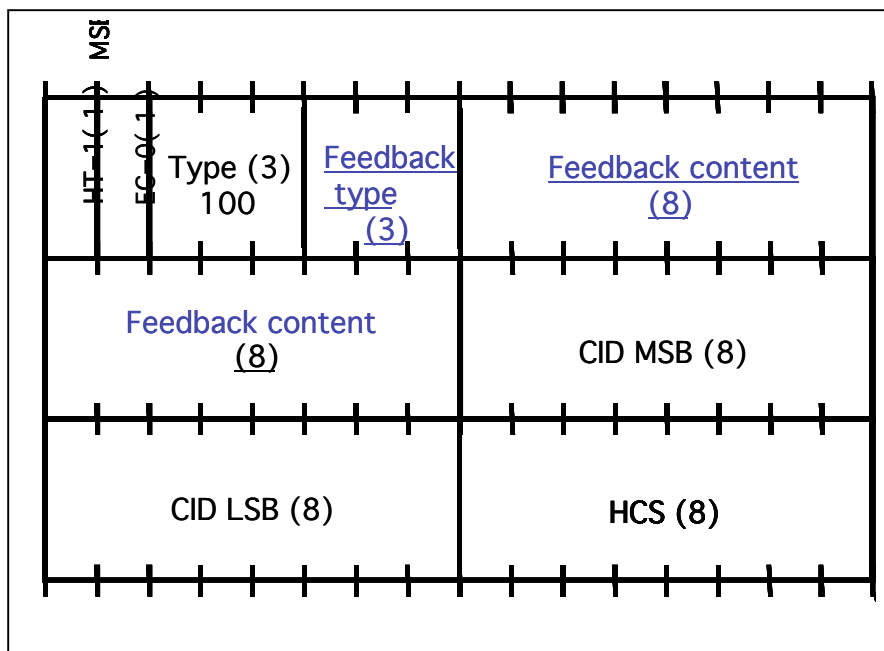 MSB
HT-1(1)
EC-0(1)
Type (3)
100
Feedback
type
(3)
Feedback content
(8)
Feedback content
(8)
CID MSB (8)
CID LSB (8)
HCS (8)